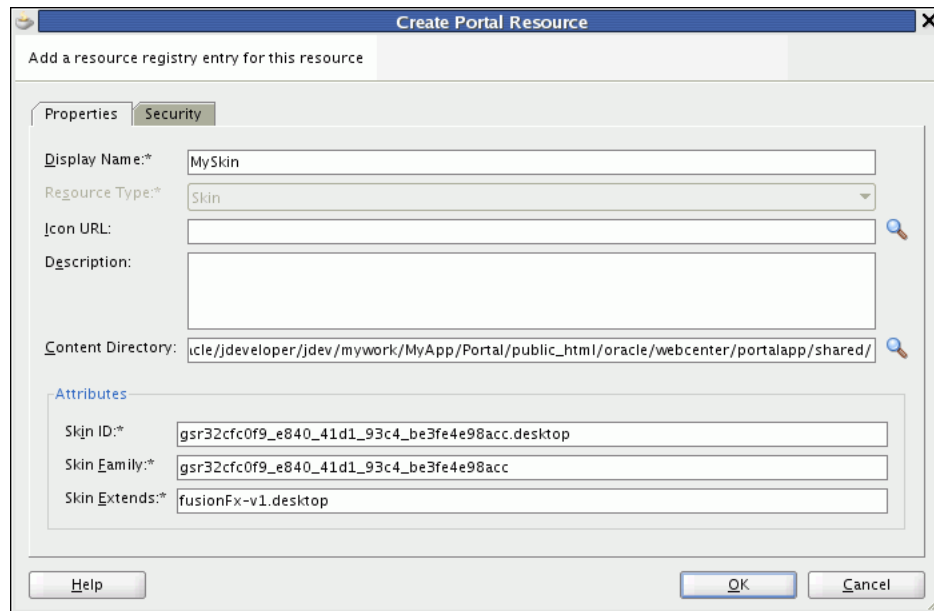 Create Portal Resource
Add a resource registry entry for this resource
Properties Security
Display Name:* MySkin
Resource Type:* Skin
Icon URL:
Description:
Content Directory: acle/jdeveloper/jdev/mywork/MyApp/Portal/public_html/oracle/webcenter/portalapp/shared/
Attributes
Skin ID:* gsr32cfc0f9_e840_41d1_93c4_be3fe4e98acc.desktop
Skin Family:* gsr32cfc0f9_e840_41d1_93c4_be3fe4e98acc
Skin Extends:* fusionFx-v1.desktop
Help OK Cancel